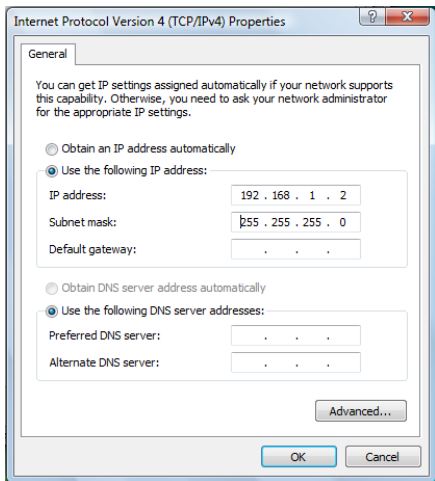 Internet Protocol Version 4 (TCP/IPv4) Properties
General
You can get IP settings assigned automatically if your network supports
this capability. Otherwise, you need to ask your network administrator
for the appropriate IP settings.
Obtain an IP address automatically
Use the following IP address:
IP address: 192 . 168 . 1 . 2
Subnet mask: 255 . 255 . 255 . 0
Default gateway: . . .
Obtain DNS server address automatically
Use the following DNS server addresses:
Preferred DNS server: . . .
Alternate DNS server: . . .
Advanced...
OK Cancel